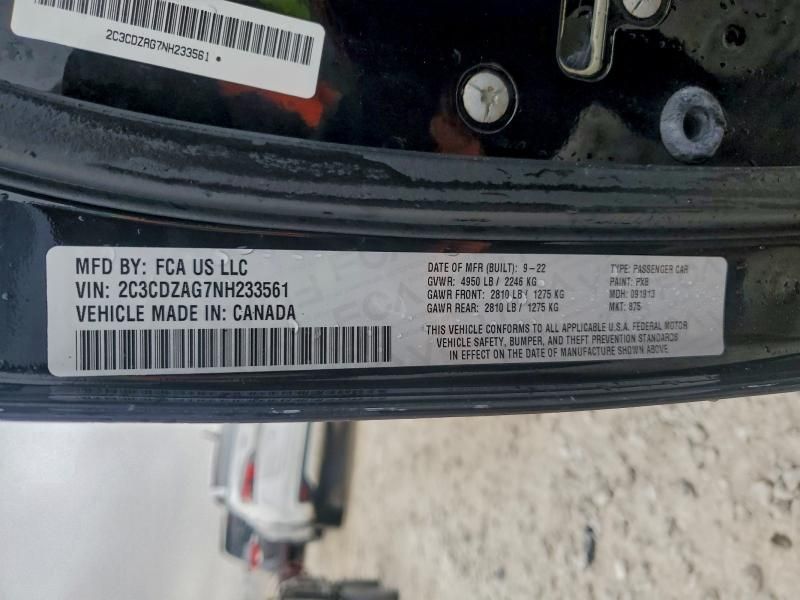 2C3CDZAG7NH233561
MFD BY: FCA US LLC
VIN: 2C3CDZAG7NH233561
VEHICLE MADE IN: CANADA
DATE OF MFR (BUILT): 9-22
GVWR: 4950 LB / 2246 KG
GAWR FRONT: 2810 LB / 1275 KG
GAWR REAR: 2810 LB / 1275 KG
TYPE: PASSENGER CAR
PAINT: PX8
MDH: 091913
MKT: 875
THIS VEHICLE CONFORMS TO ALL APPLICABLE U.S.A. FEDERAL MOTOR
VEHICLE SAFETY, BUMPER, AND THEFT PREVENTION STANDARDS
IN EFFECT ON THE DATE OF MANUFACTURE SHOWN ABOVE